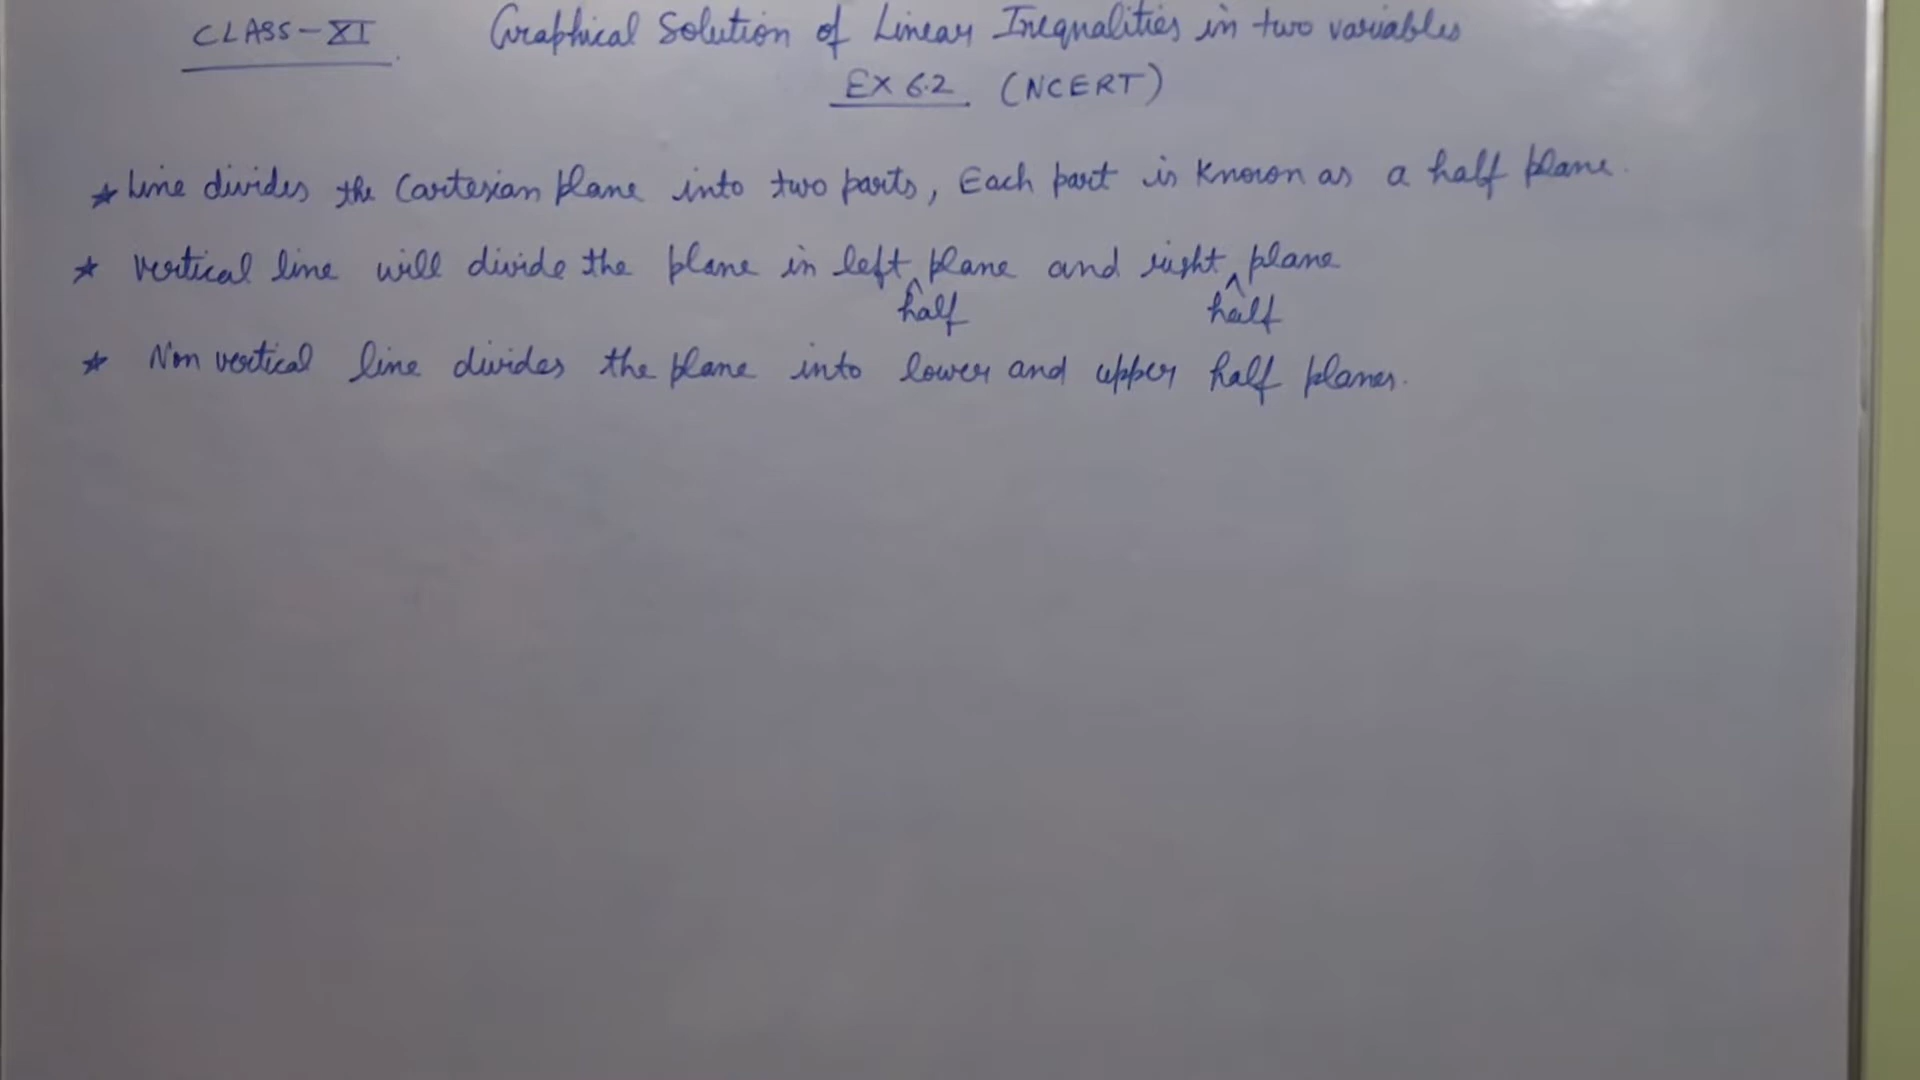 CLASS-XI Graphical Solution of Linear Inequalities in two variables
EX 6.2 (NCERT)
★ Line divides the Cartesian plane into two parts, Each part is known as a half plane.
★ Vertical line will divide the plane in left ^ plane and right ^ plane
half half
★ Non vertical line divides the plane into lower and upper half planes.